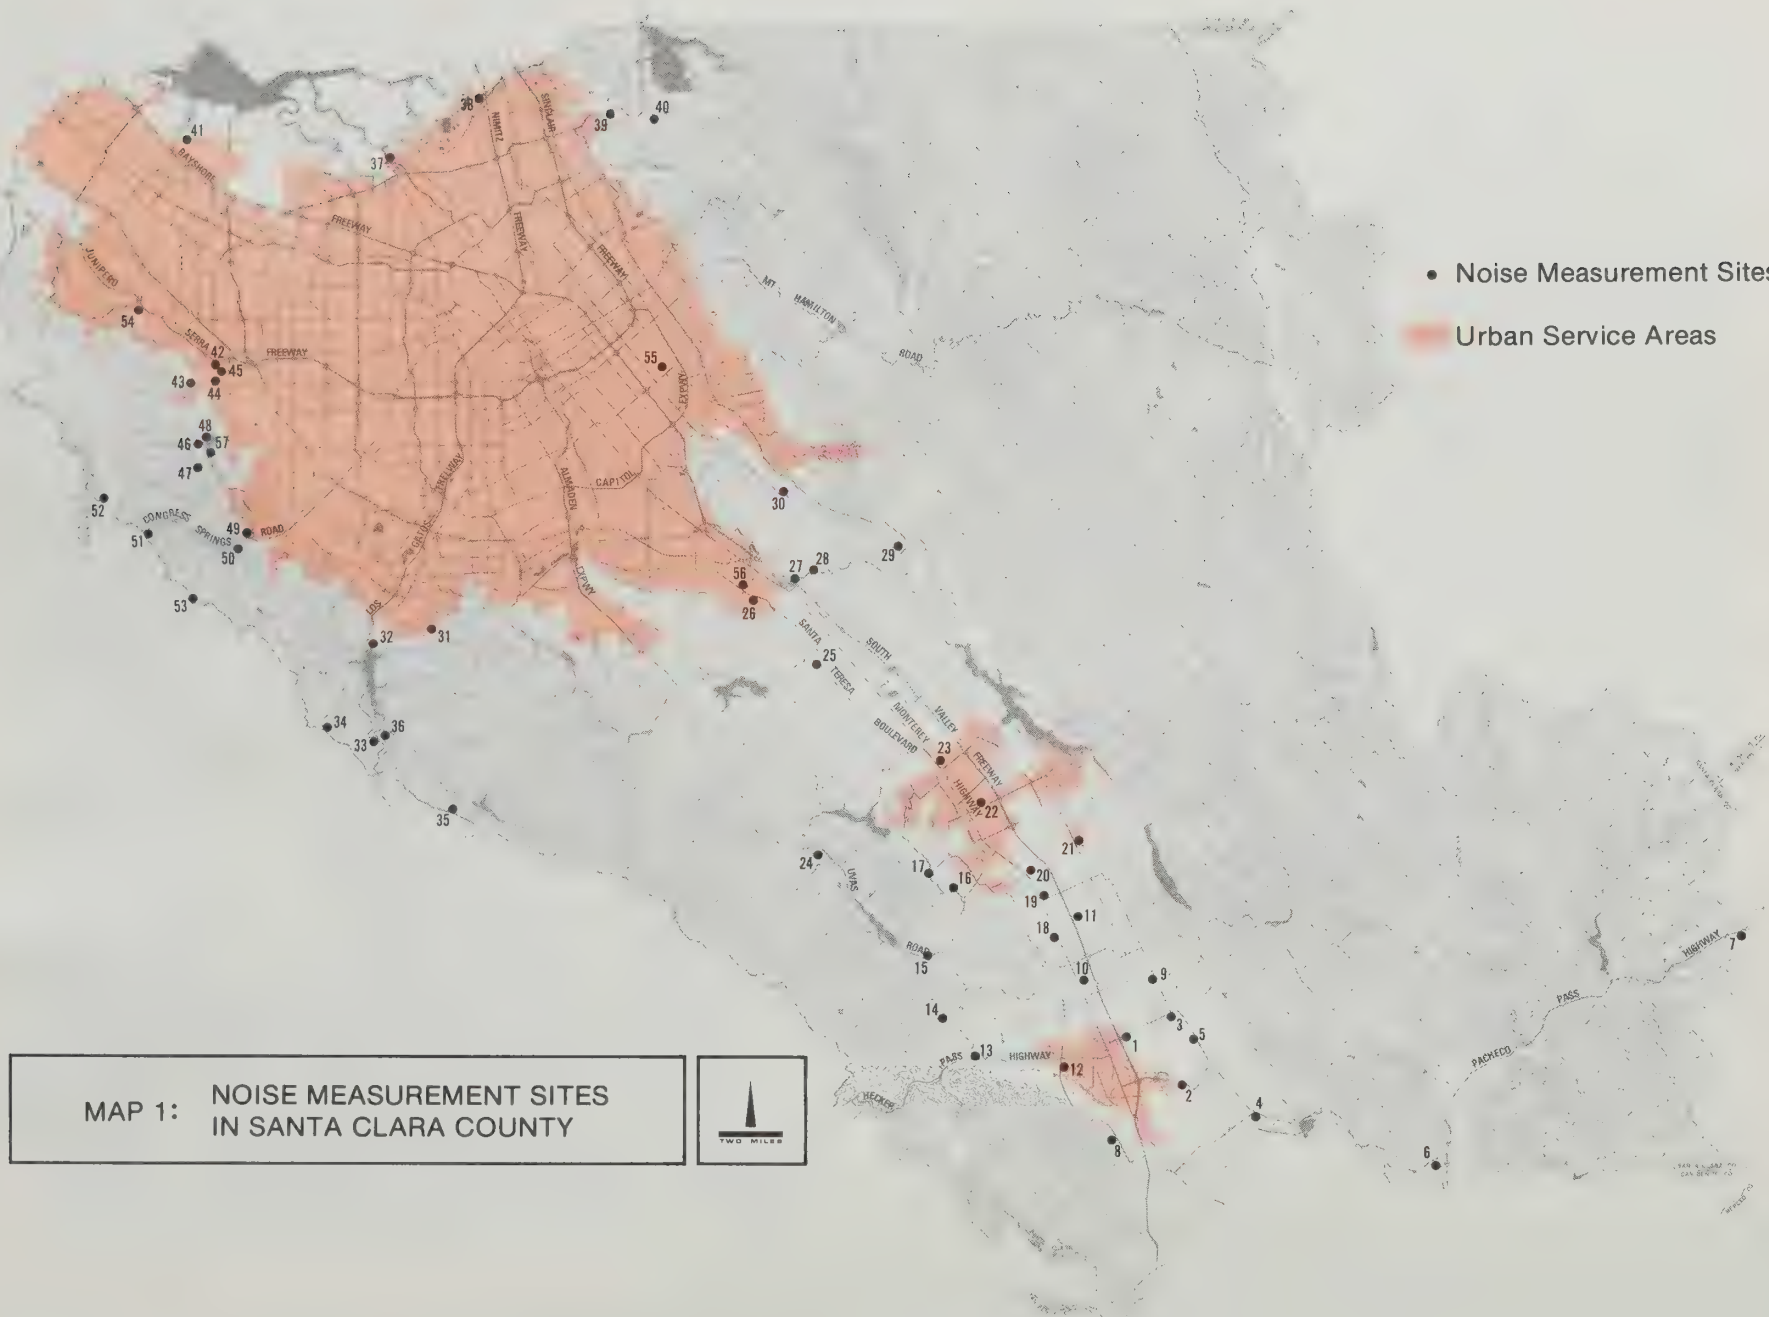 38
NIMITZ
SINCLAIR
39
40
41
BAYSHORE
37
FREEWAY
FREEWAY
FREEWAY
JUNIPERO
MT HAMILTON
ROAD
• Noise Measurement Sites
Urban Service Areas
54
SERRA
FREEWAY
42
45
43
44
55
EXPWY
48
46
57
47
FREEWAY
ALMADEN
CAPITOL
52
CONGRESS
SPRINGS
ROAD
51
49
50
GATOS
30
29
28
27
56
26
EXPWY
53
LOS
32
31
SANTA
TERESA
SOUTH
VALLEY
25
MONTEREY
BOULEVARD
34
33
36
23
FREEWAY
HIGHWAY
22
35
21
24
UVAS
17
16
20
19
11
18
ROAD
15
10
9
7
HIGHWAY
PASS
PACHECO
14
3
5
1
13
PASS
HIGHWAY
12
HECKER
2
4
8
6
MAP 1: NOISE MEASUREMENT SITES
IN SANTA CLARA COUNTY
TWO MILES